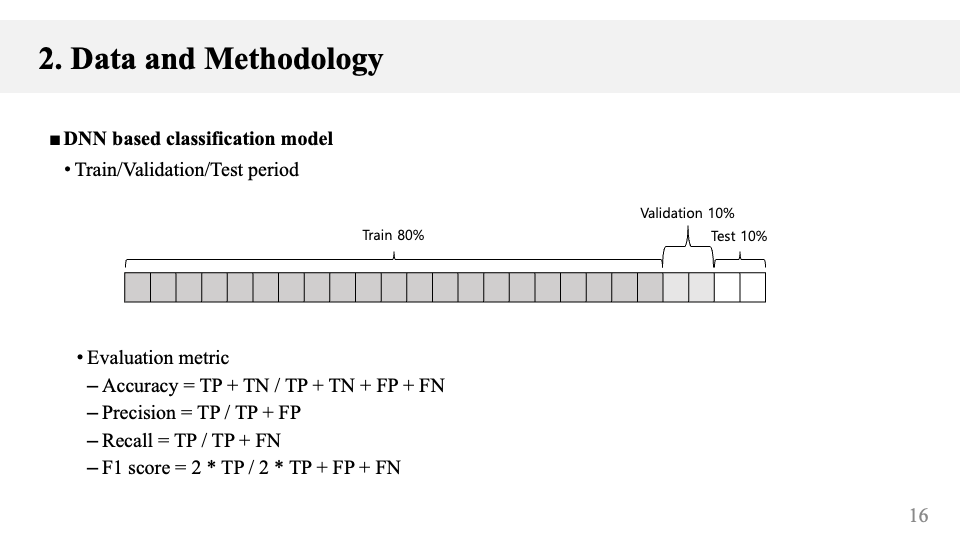 2. Data and Methodology
■ DNN based classification model
• Train/Validation/Test period
Validation 10%
Train 80%
Test 10%
• Evaluation metric
– Accuracy = TP + TN / TP + TN + FP + FN
– Precision = TP / TP + FP
– Recall = TP / TP + FN
– F1 score = 2 * TP / 2 * TP + FP + FN
16